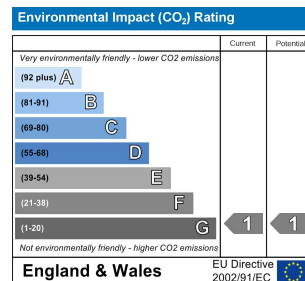 Environmental Impact (CO2) Rating
Current Potential
Very environmentally friendly - lower CO2 emissions
(92 plus) A
(81-91) B
(69-80) C
(55-68) D
(39-54) E
(21-38) F
(1-20) G 1 1
Not environmentally friendly - higher CO2 emissions
England & Wales
EU Directive
2002/91/EC